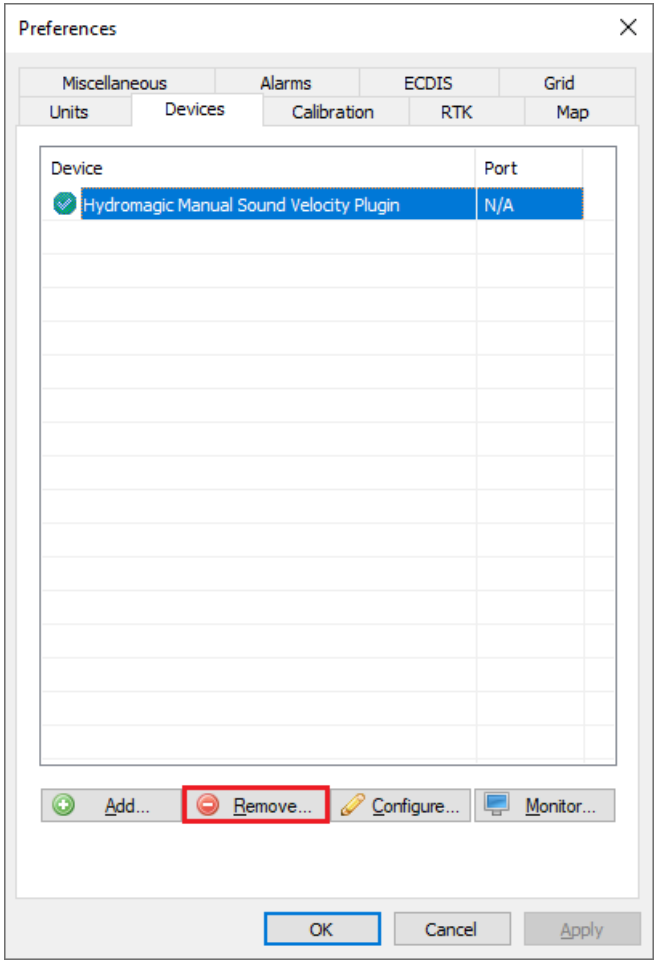 Preferences
Miscellaneous Alarms ECDIS Grid
Units Devices Calibration RTK Map
Device Port
Hydromagic Manual Sound Velocity Plugin N/A
Add... Remove... Configure... Monitor...
OK Cancel Apply